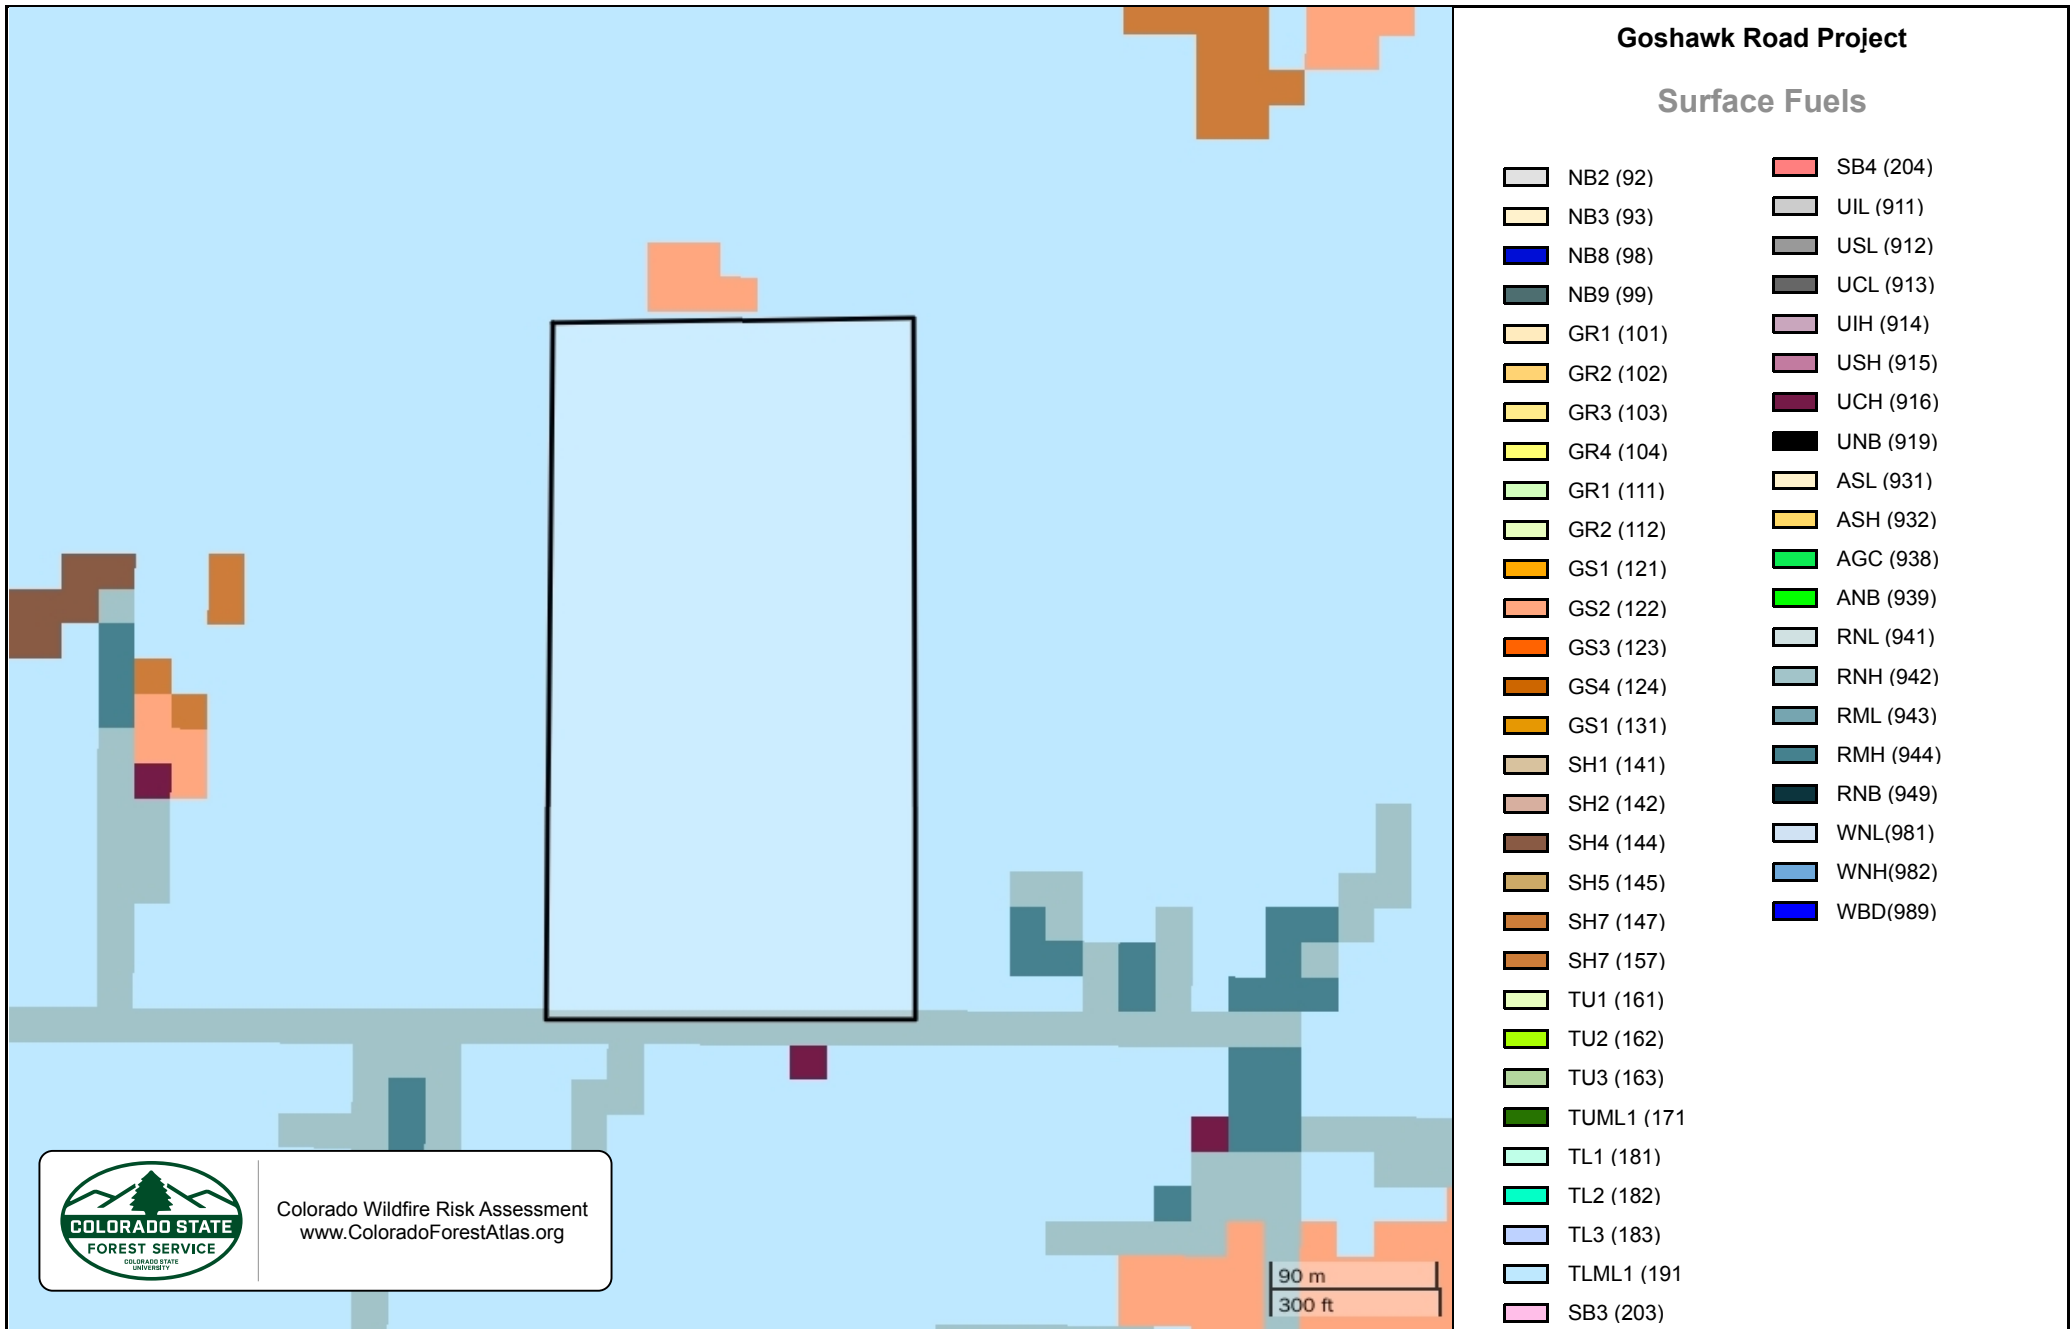 Goshawk Road Project
Surface Fuels
NB2 (92)
NB3 (93)
NB8 (98)
NB9 (99)
GR1 (101)
GR2 (102)
GR3 (103)
GR4 (104)
GR1 (111)
GR2 (112)
GS1 (121)
GS2 (122)
GS3 (123)
GS4 (124)
GS1 (131)
SH1 (141)
SH2 (142)
SH4 (144)
SH5 (145)
SH7 (147)
SH7 (157)
TU1 (161)
TU2 (162)
TU3 (163)
TUML1 (171
TL1 (181)
TL2 (182)
TL3 (183)
TLML1 (191
SB3 (203)
SB4 (204)
UIL (911)
USL (912)
UCL (913)
UIH (914)
USH (915)
UCH (916)
UNB (919)
ASL (931)
ASH (932)
AGC (938)
ANB (939)
RNL (941)
RNH (942)
RML (943)
RMH (944)
RNB (949)
WNL(981)
WNH(982)
WBD(989)
COLORADO STATE
FOREST SERVICE
COLORADO STATE
UNIVERSITY
Colorado Wildfire Risk Assessment
www.ColoradoForestAtlas.org
90 m
300 ft